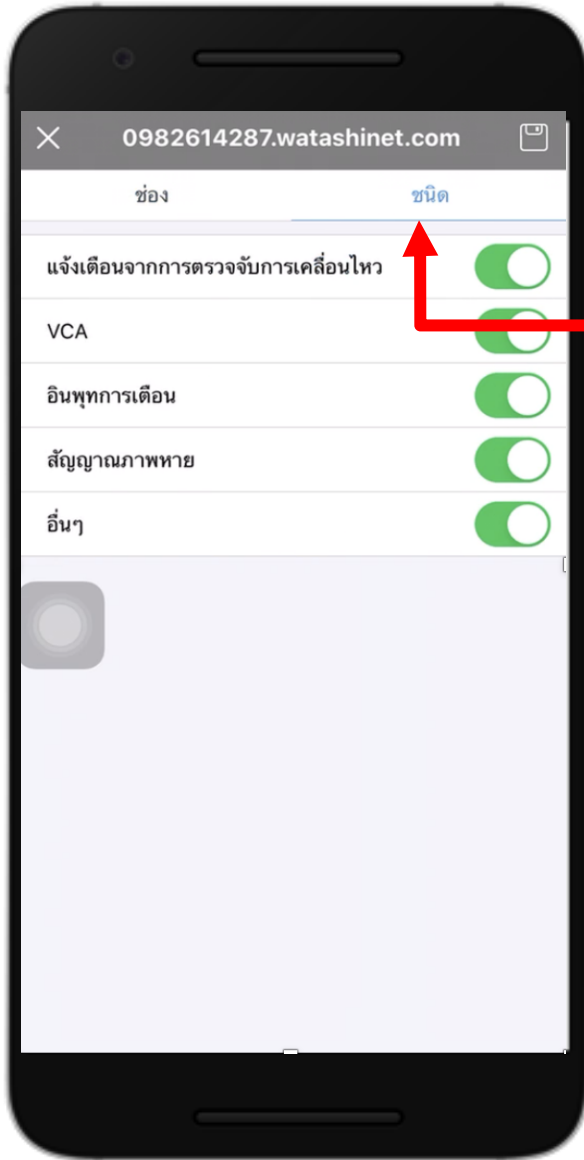 0982614287.watashinet.com
ช่อง ชนิด
แจ้งเตือนจากการตรวจจับการเคลื่อนไหว
VCA
อินพุทการเตือน
สัญญาณภาพหาย
อื่นๆ